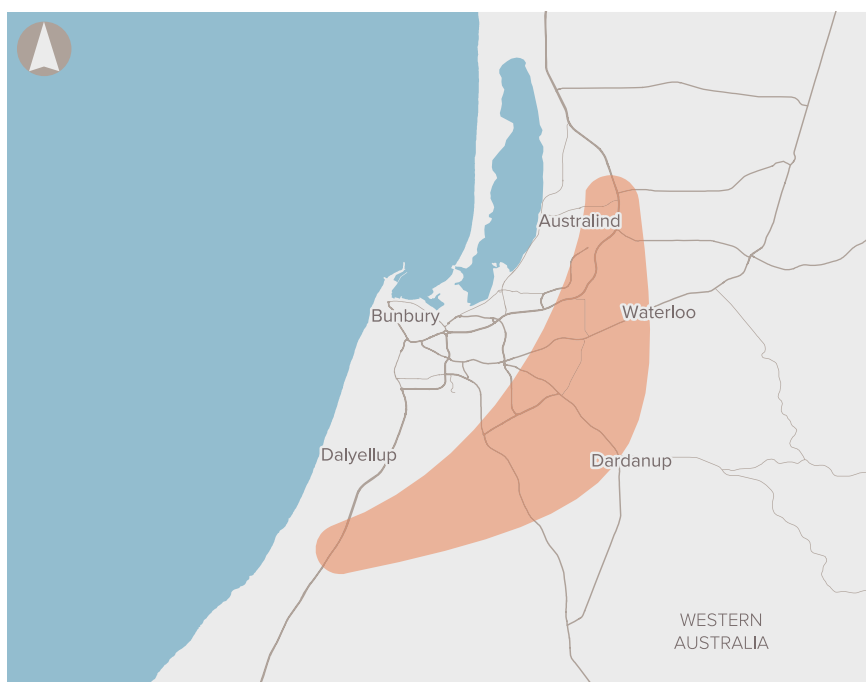 Australind
Bunbury
Waterloo
Dalyellup
Dardanup
WESTERN
AUSTRALIA